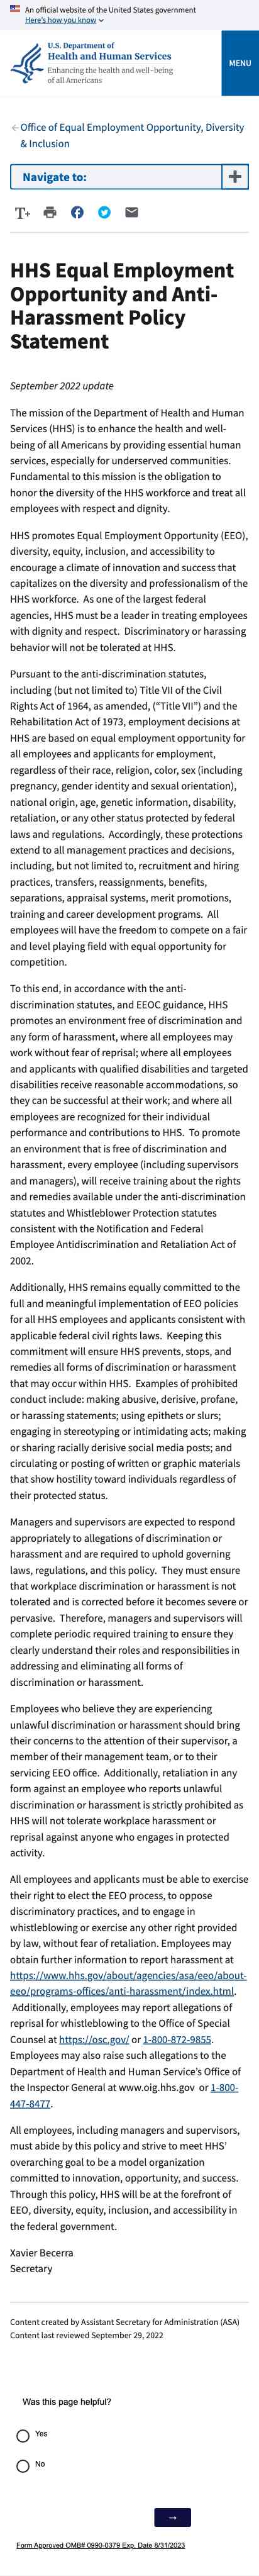 An official website of the United States government
Here's how you know
U.S. Department of
Health and Human Services
Enhancing the health and well-being
of all Americans
MENU
Office of Equal Employment Opportunity, Diversity
& Inclusion
Navigate to:
T+
HHS Equal Employment
Opportunity and Anti-
Harassment Policy
Statement
September 2022 update
The mission of the Department of Health and Human
Services (HHS) is to enhance the health and well-
being of all Americans by providing essential human
services, especially for underserved communities.
Fundamental to this mission is the obligation to
honor the diversity of the HHS workforce and treat all
employees with respect and dignity.
HHS promotes Equal Employment Opportunity (EEO),
diversity, equity, inclusion, and accessibility to
encourage a climate of innovation and success that
capitalizes on the diversity and professionalism of the
HHS workforce.  As one of the largest federal
agencies, HHS must be a leader in treating employees
with dignity and respect.  Discriminatory or harassing
behavior will not be tolerated at HHS.
Pursuant to the anti-discrimination statutes,
including (but not limited to) Title VII of the Civil
Rights Act of 1964, as amended, ("Title VII") and the
Rehabilitation Act of 1973, employment decisions at
HHS are based on equal employment opportunity for
all employees and applicants for employment,
regardless of their race, religion, color, sex (including
pregnancy, gender identity and sexual orientation),
national origin, age, genetic information, disability,
retaliation, or any other status protected by federal
laws and regulations.  Accordingly, these protections
extend to all management practices and decisions,
including, but not limited to, recruitment and hiring
practices, transfers, reassignments, benefits,
separations, appraisal systems, merit promotions,
training and career development programs.  All
employees will have the freedom to compete on a fair
and level playing field with equal opportunity for
competition.
To this end, in accordance with the anti-
discrimination statutes, and EEOC guidance, HHS
promotes an environment free of discrimination and
any form of harassment, where all employees may
work without fear of reprisal; where all employees
and applicants with qualified disabilities and targeted
disabilities receive reasonable accommodations, so
they can be successful at their work; and where all
employees are recognized for their individual
performance and contributions to HHS.  To promote
an environment that is free of discrimination and
harassment, every employee (including supervisors
and managers), will receive training about the rights
and remedies available under the anti-discrimination
statutes and Whistleblower Protection statutes
consistent with the Notification and Federal
Employee Antidiscrimination and Retaliation Act of
2002.
Additionally, HHS remains equally committed to the
full and meaningful implementation of EEO policies
for all HHS employees and applicants consistent with
applicable federal civil rights laws.  Keeping this
commitment will ensure HHS prevents, stops, and
remedies all forms of discrimination or harassment
that may occur within HHS.  Examples of prohibited
conduct include: making abusive, derisive, profane,
or harassing statements; using epithets or slurs;
engaging in stereotyping or intimidating acts; making
or sharing racially derisive social media posts; and
circulating or posting of written or graphic materials
that show hostility toward individuals regardless of
their protected status.
Managers and supervisors are expected to respond
appropriately to allegations of discrimination or
harassment and are required to uphold governing
laws, regulations, and this policy.  They must ensure
that workplace discrimination or harassment is not
tolerated and is corrected before it becomes severe or
pervasive.  Therefore, managers and supervisors will
complete periodic required training to ensure they
clearly understand their roles and responsibilities in
addressing and eliminating all forms of
discrimination or harassment.
Employees who believe they are experiencing
unlawful discrimination or harassment should bring
their concerns to the attention of their supervisor, a
member of their management team, or to their
servicing EEO office.  Additionally, retaliation in any
form against an employee who reports unlawful
discrimination or harassment is strictly prohibited as
HHS will not tolerate workplace harassment or
reprisal against anyone who engages in protected
activity.
All employees and applicants must be able to exercise
their right to elect the EEO process, to oppose
discriminatory practices, and to engage in
whistleblowing or exercise any other right provided
by law, without fear of retaliation. Employees may
obtain further information to report harassment at
https://www.hhs.gov/about/agencies/asa/eeo/about-
eeo/programs-offices/anti-harassment/index.html.
Additionally, employees may report allegations of
reprisal for whistleblowing to the Office of Special
Counsel at https://osc.gov/ or 1-800-872-9855.
Employees may also raise such allegations to the
Department of Health and Human Service's Office of
the Inspector General at www.oig.hhs.gov  or 1-800-
447-8477.
All employees, including managers and supervisors,
must abide by this policy and strive to meet HHS'
overarching goal to be a model organization
committed to innovation, opportunity, and success.
Through this policy, HHS will be at the forefront of
EEO, diversity, equity, inclusion, and accessibility in
the federal government.
Xavier Becerra
Secretary
Content created by Assistant Secretary for Administration (ASA)
Content last reviewed September 29, 2022
Was this page helpful?
Yes
No
→
Form Approved OMB# 0990-0379 Exp. Date 8/31/2023